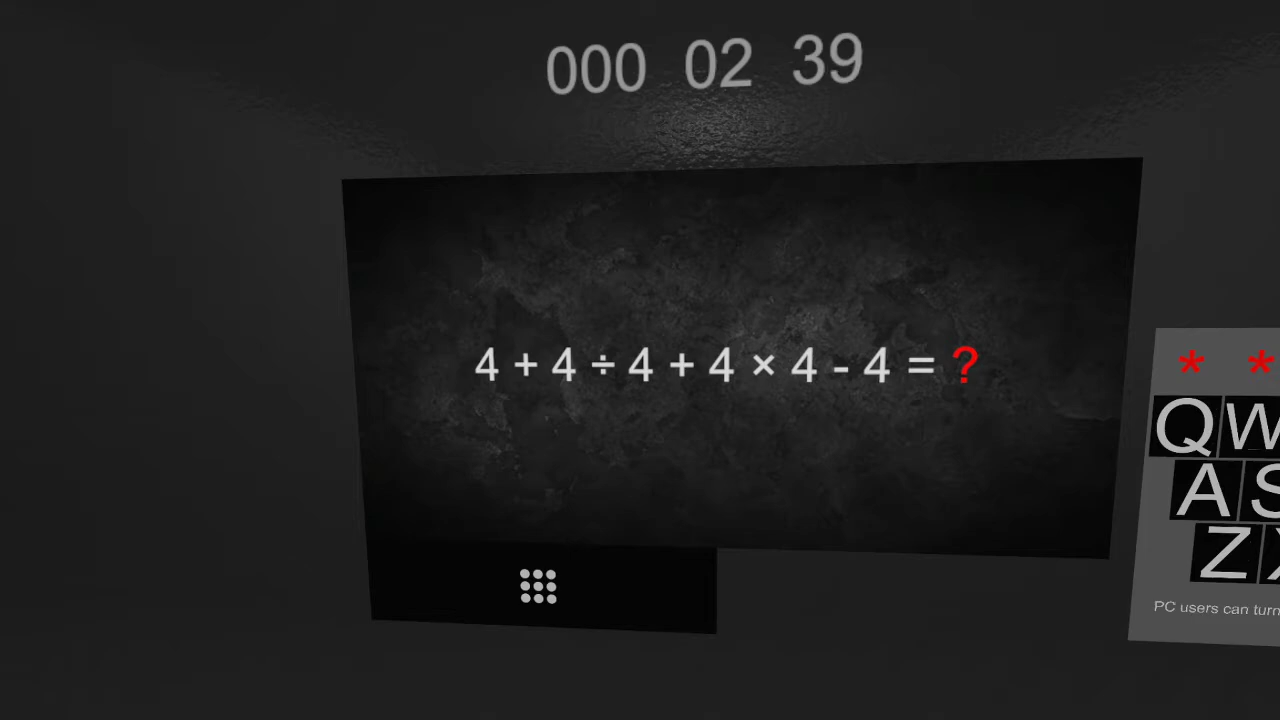 000 02 39
4 + 4 ÷ 4 + 4 × 4 - 4 = ?
* *
Q W
A S
Z
PC users can turn